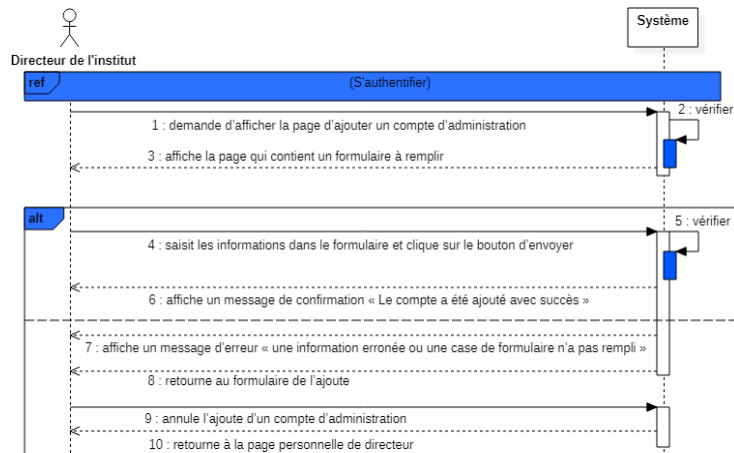 Système
Directeur de l'institut
ref
(S'authentifier)
2 : vérifier
1 : demande d'afficher la page d'ajouter un compte d'administration
3 : affiche la page qui contient un formulaire à remplir
alt
5 : vérifier
4 : saisit les informations dans le formulaire et clique sur le bouton d'envoyer
6 : affiche un message de confirmation « Le compte a été ajouté avec succès »
7 : affiche un message d'erreur « une information erronée ou une case de formulaire n'a pas rempli »
8 : retourne au formulaire de l'ajoute
9 : annule l'ajoute d'un compte d'administration
10 : retourne à la page personnelle de directeur